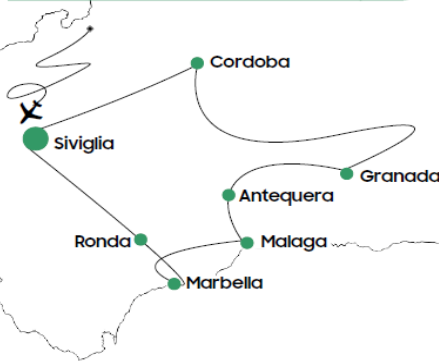 Cordoba
Siviglia
Granada
Antequera
Ronda
Malaga
Marbella